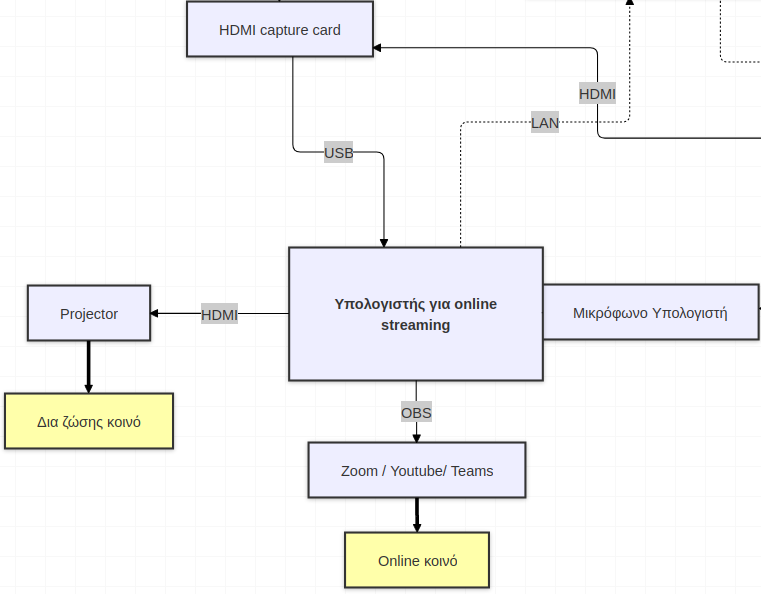 HDMI capture card
HDMI
LAN
USB
Υπολογιστής για online
streaming
Projector
HDMI
Μικρόφωνο Υπολογιστή
OBS
Δια ζώσης κοινό
Zoom / Youtube/ Teams
Online κοινό